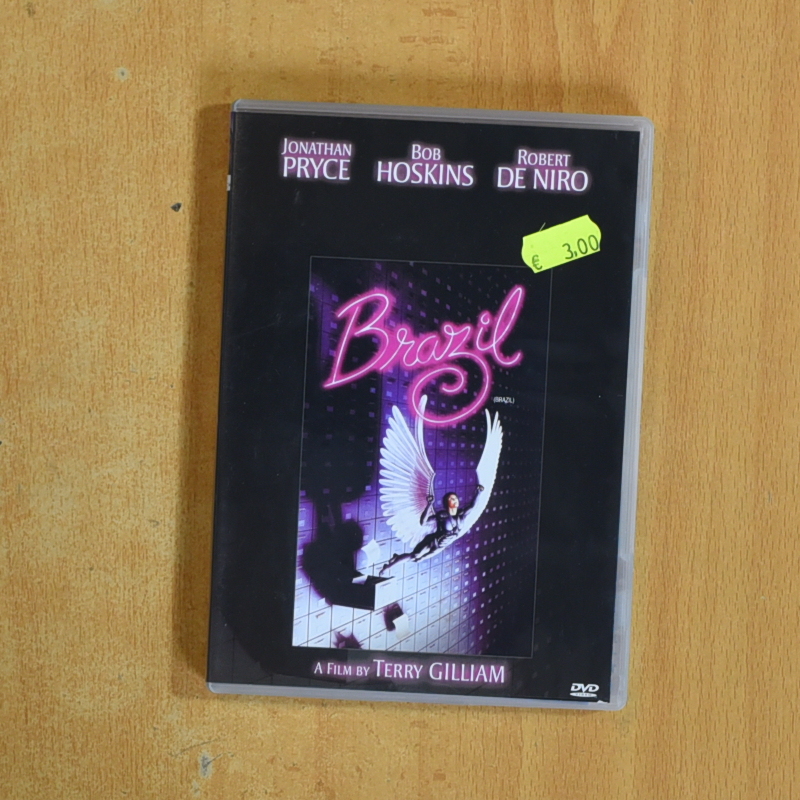 JONATHAN
PRYCE
BOB
HOSKINS
ROBERT
DE NIRO
€ 3,00
Brazil
(BRAZIL)
A FILM BY TERRY GILLIAM
DVD